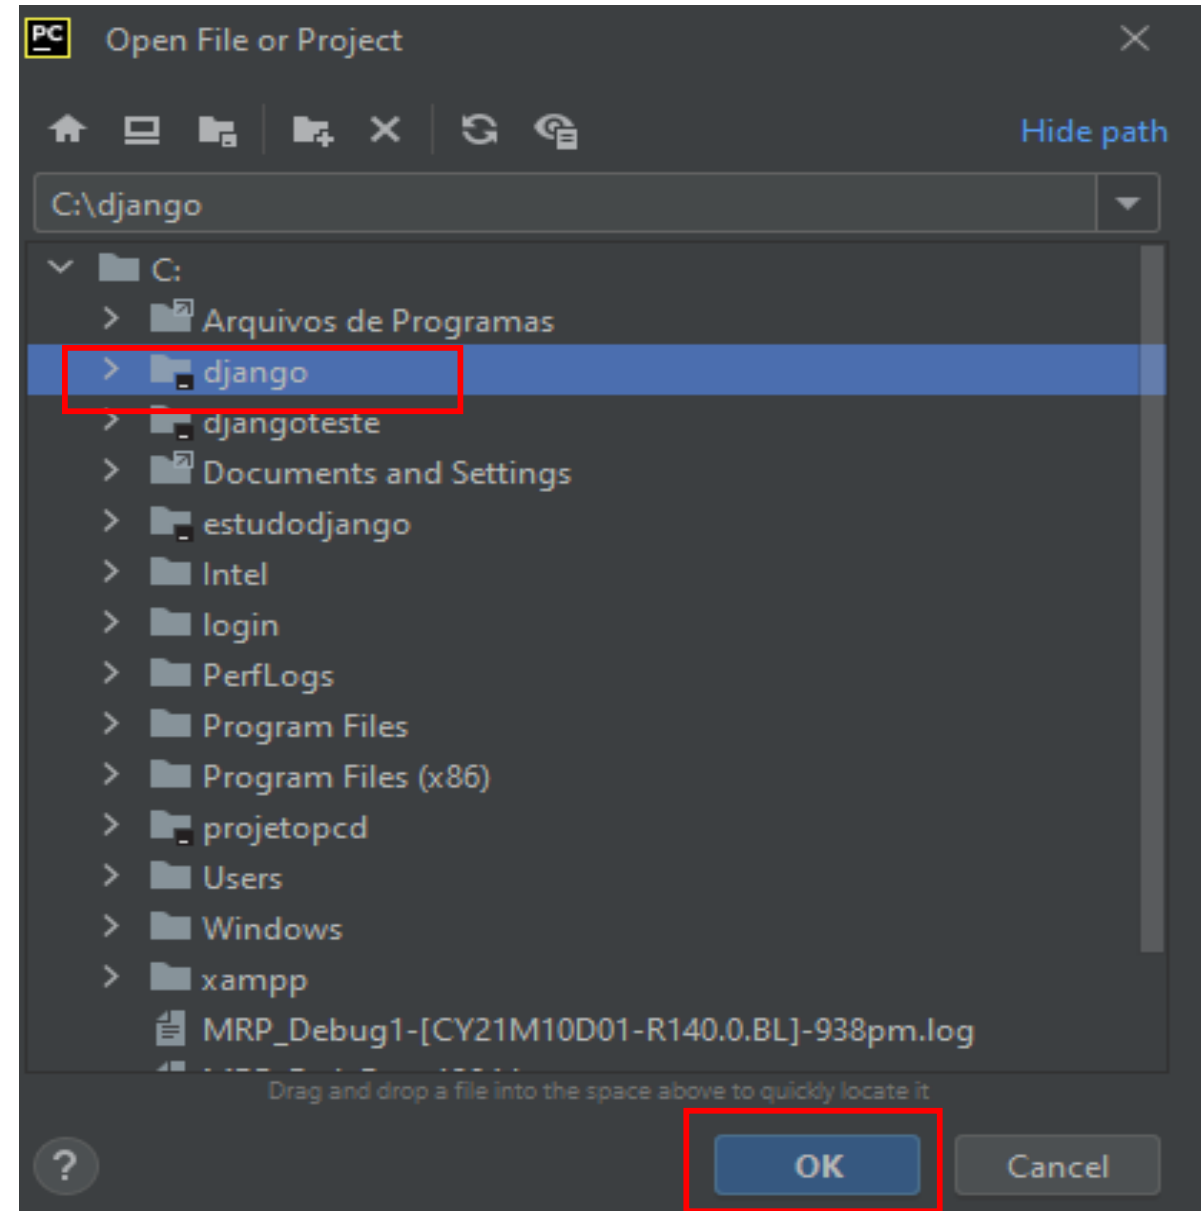 PC Open File or Project
Hide path
C:\django
C:
Arquivos de Programas
django
djangoteste
Documents and Settings
estudodjango
Intel
login
PerfLogs
Program Files
Program Files (x86)
projetopcd
Users
Windows
xampp
MRP_Debug1-[CY21M10D01-R140.0.BL]-938pm.log
Drag and drop a file into the space above to quickly locate it
? OK Cancel